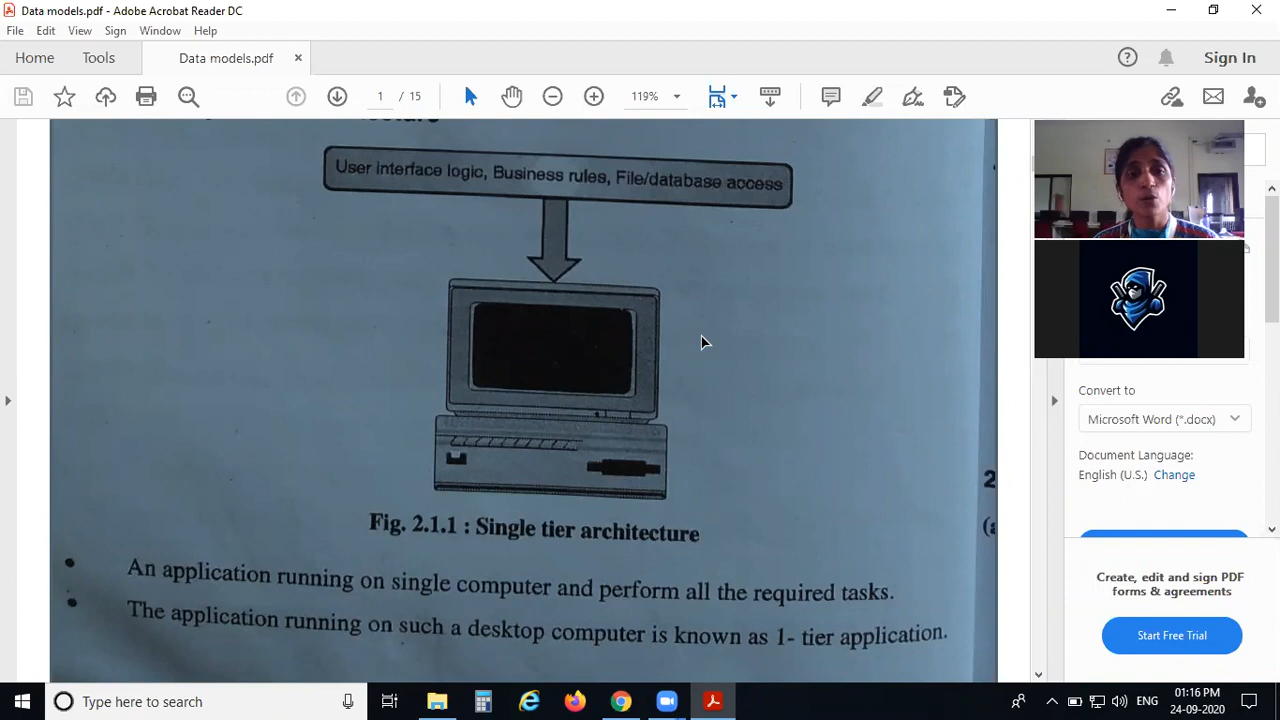 Data models.pdf - Adobe Acrobat Reader DC
File Edit View Sign Window Help
Home Tools Data models.pdf × Sign In
1 / 15 119%
User interface logic, Business rules, File/database access
Fig. 2.1.1 : Single tier architecture
2
(a
• An application running on single computer and perform all the required tasks.
• The application running on such a desktop computer is known as 1- tier application.
Convert to
Microsoft Word (*.docx)
Document Language:
English (U.S.) Change
Create, edit and sign PDF
forms & agreements
Start Free Trial
Type here to search
ENG
01:16 PM
24-09-2020